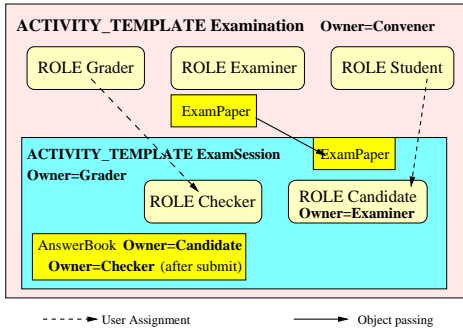 ACTIVITY_TEMPLATE Examination Owner=Convener
ROLE Grader
ROLE Examiner
ROLE Student
ExamPaper
ExamPaper
ACTIVITY_TEMPLATE ExamSession
Owner=Grader
ROLE Checker
ROLE Candidate
Owner=Examiner
AnswerBook Owner=Candidate
Owner=Checker (after submit)
User Assignment
Object passing